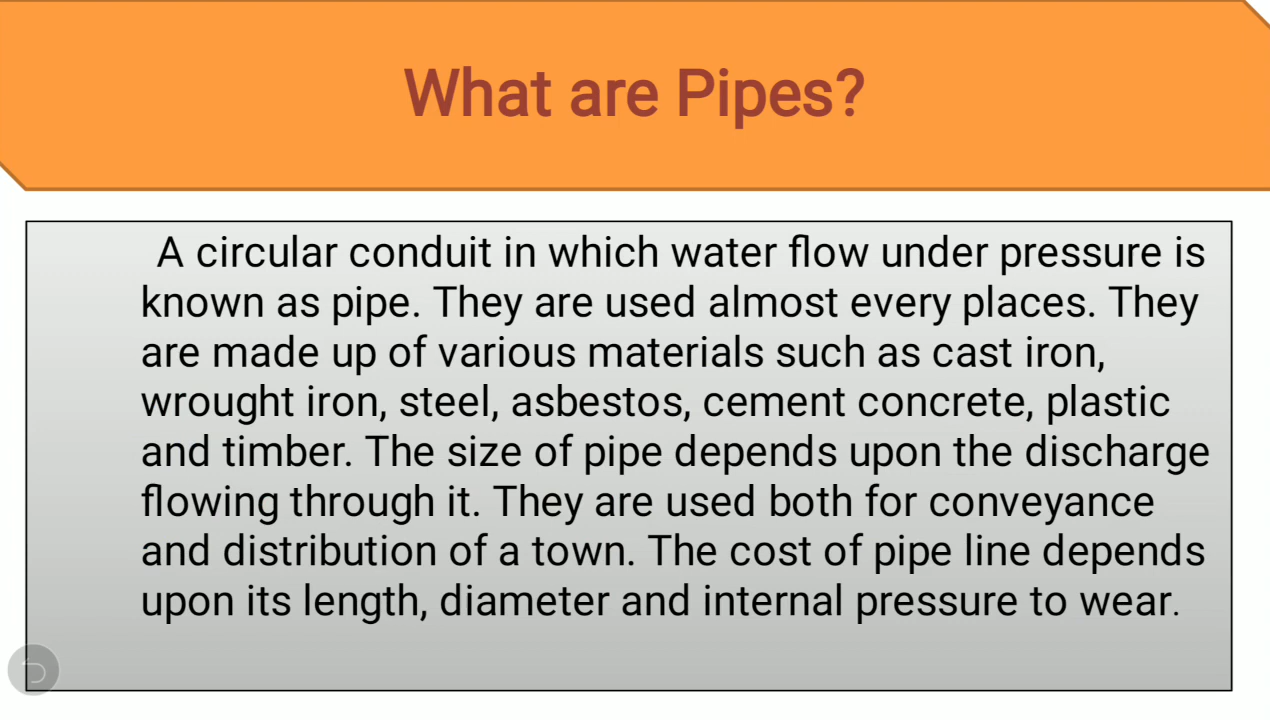 What are Pipes?
A circular conduit in which water flow under pressure is
known as pipe. They are used almost every places. They
are made up of various materials such as cast iron,
wrought iron, steel, asbestos, cement concrete, plastic
and timber. The size of pipe depends upon the discharge
flowing through it. They are used both for conveyance
and distribution of a town. The cost of pipe line depends
upon its length, diameter and internal pressure to wear.